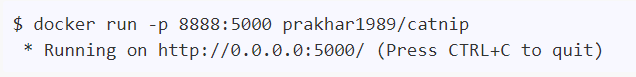 $ docker run -p 8888:5000 prakhar1989/catnip
* Running on http://0.0.0.0:5000/ (Press CTRL+C to quit)